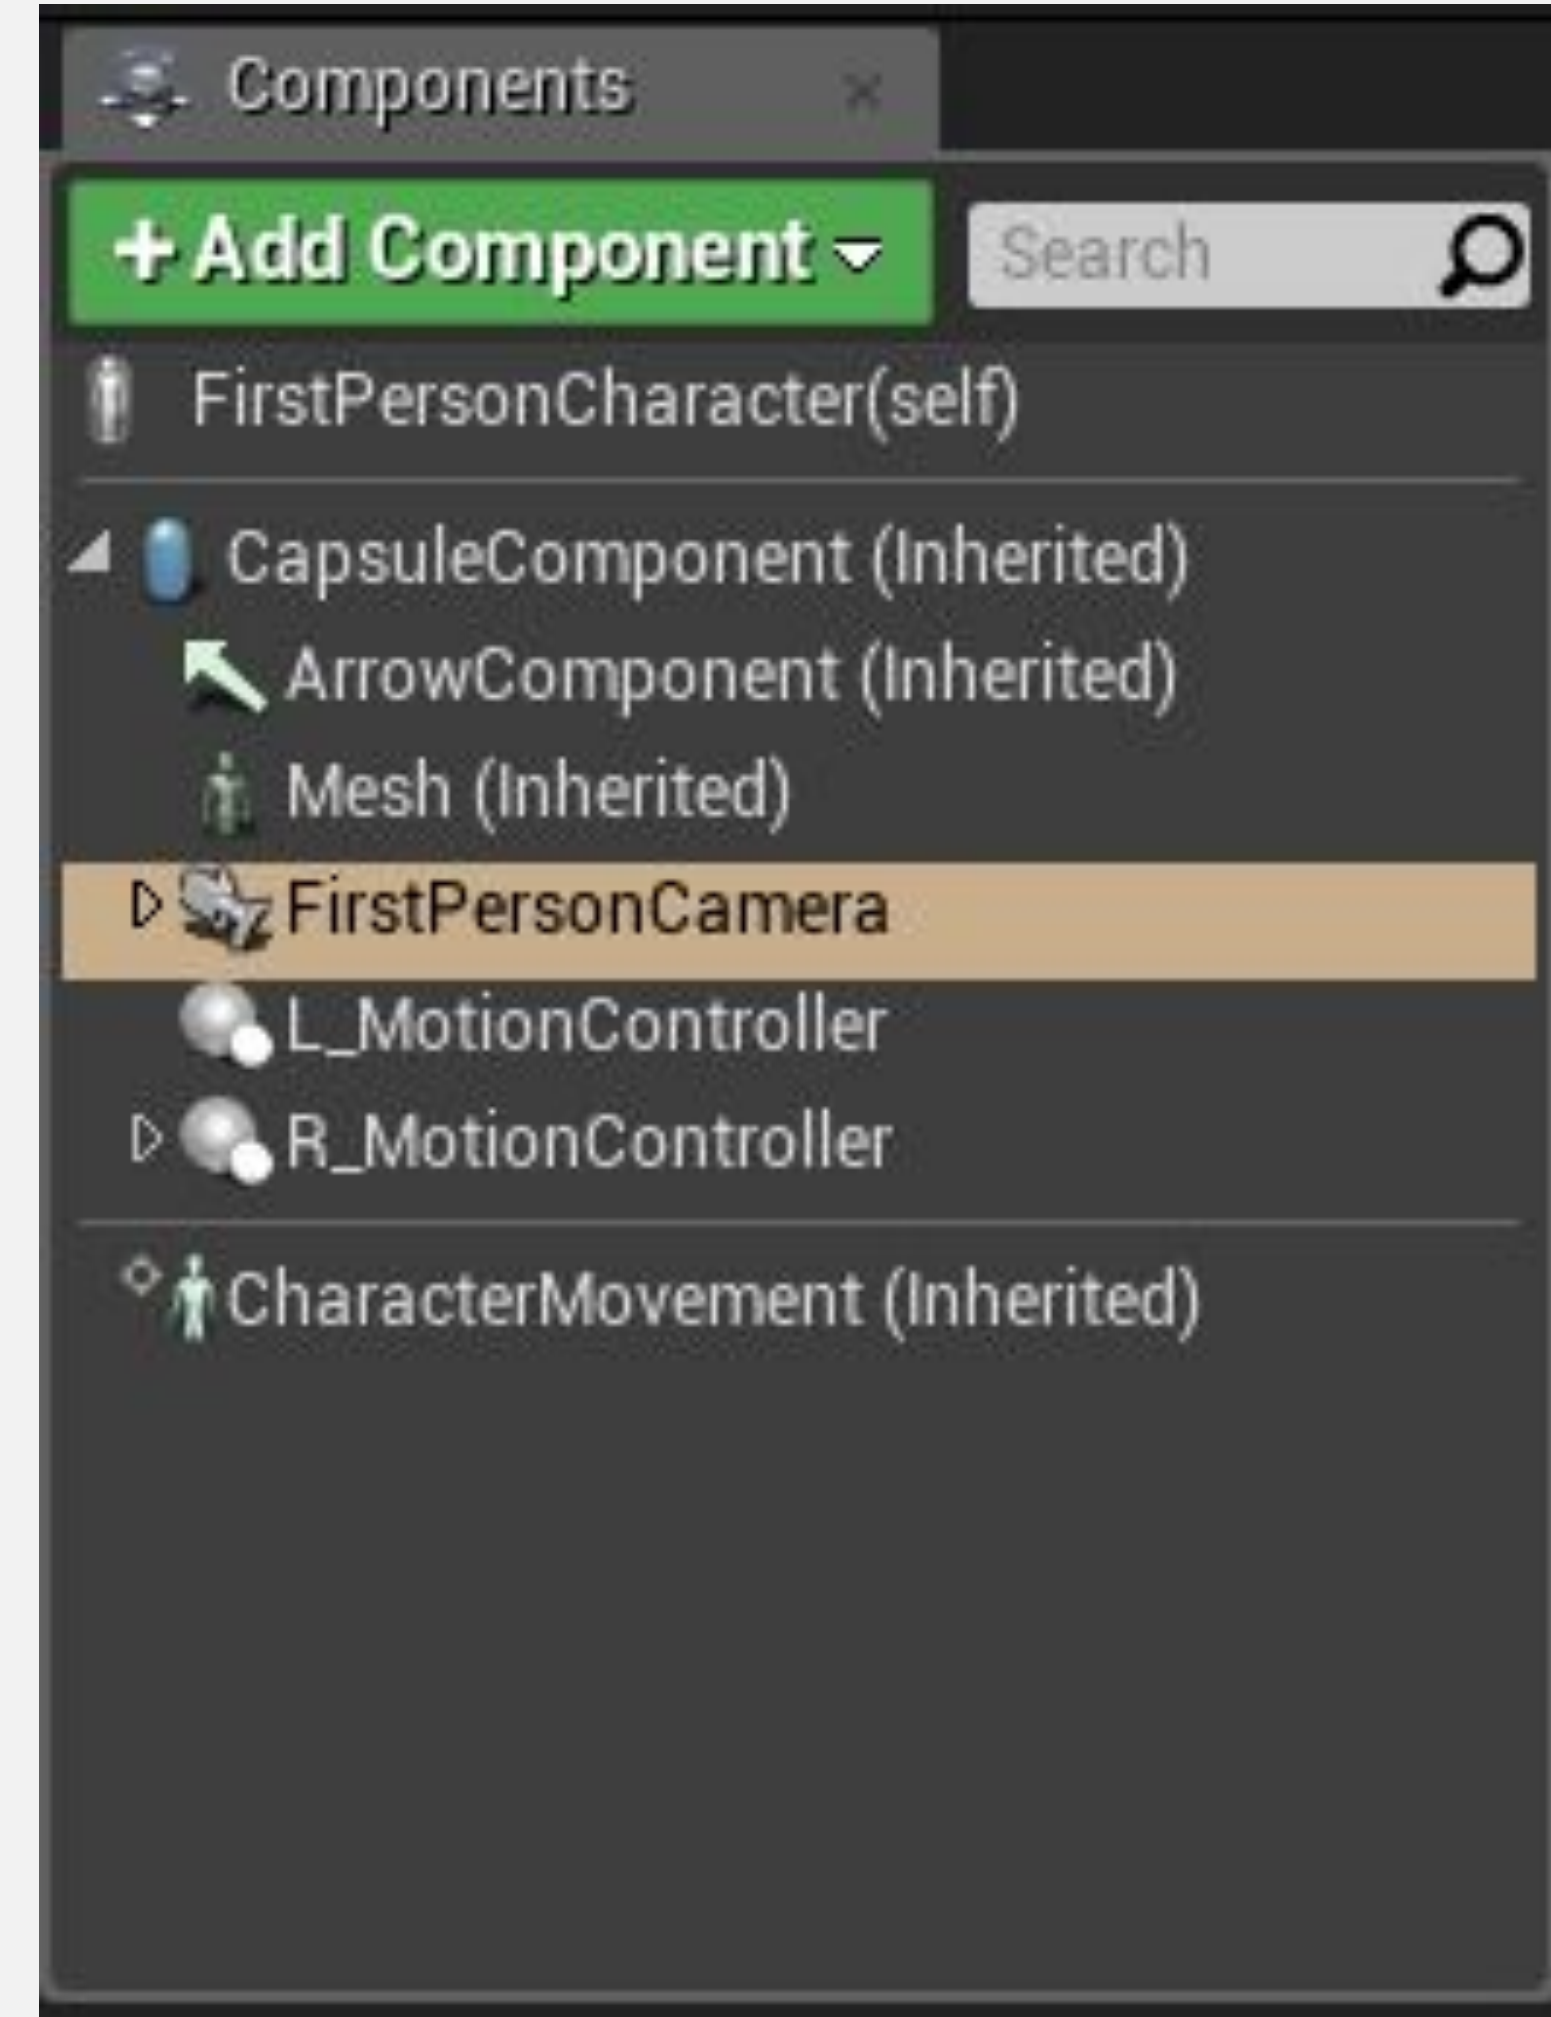 Components
+ Add Component
Search
FirstPersonCharacter(self)
CapsuleComponent (Inherited)
ArrowComponent (Inherited)
Mesh (Inherited)
FirstPersonCamera
L_MotionController
R_MotionController
CharacterMovement (Inherited)